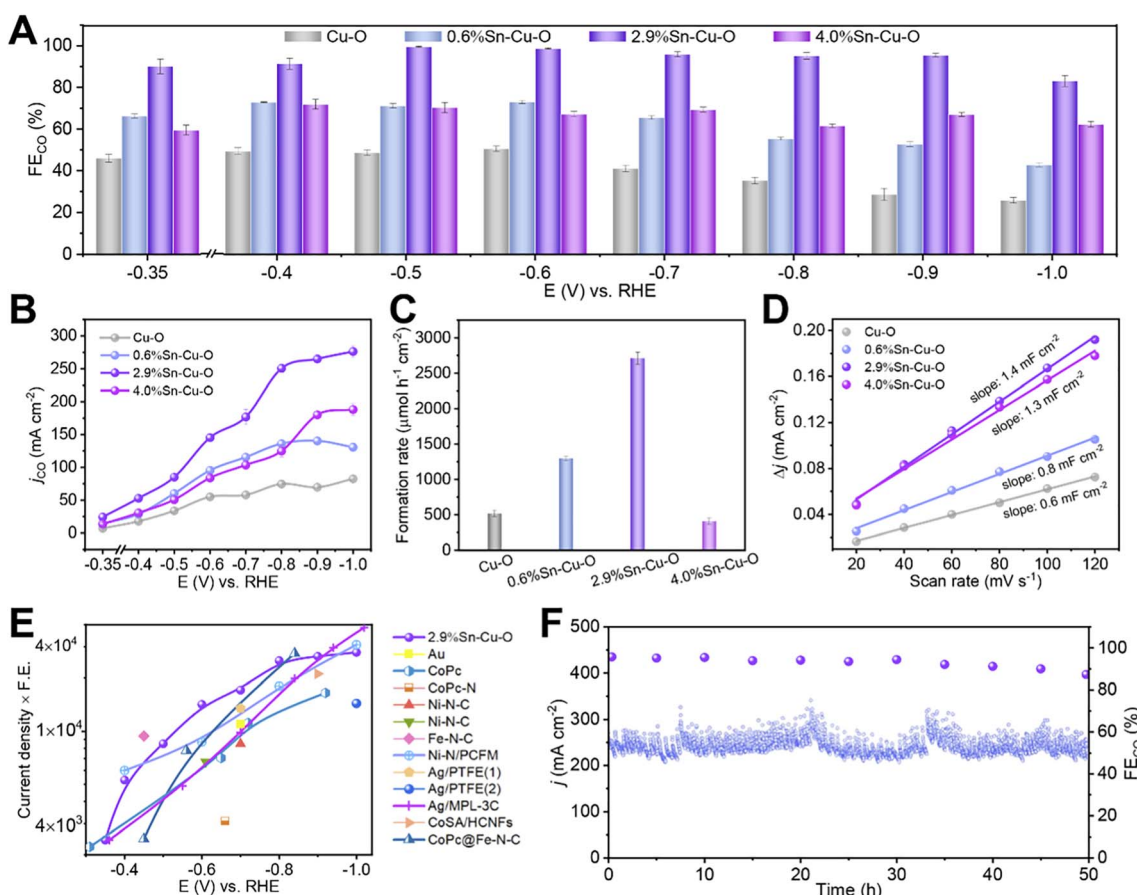 A
Cu-O 0.6%Sn-Cu-O 2.9%Sn-Cu-O 4.0%Sn-Cu-O
FE_CO (%)
100
80
60
40
20
0
-0.35 -0.4 -0.5 -0.6 -0.7 -0.8 -0.9 -1.0
E (V) vs. RHE
B
j_CO (mA cm⁻²)
300
250
200
150
100
50
0
Cu-O
0.6%Sn-Cu-O
2.9%Sn-Cu-O
4.0%Sn-Cu-O
-0.35 -0.4 -0.5 -0.6 -0.7 -0.8 -0.9 -1.0
E (V) vs. RHE
C
Formation rate (μmol h⁻¹ cm⁻²)
3000
2500
2000
1500
1000
500
0
Cu-O 0.6%Sn-Cu-O 2.9%Sn-Cu-O 4.0%Sn-Cu-O
D
Δj (mA cm⁻²)
0.20
0.16
0.12
0.08
0.04
Cu-O
0.6%Sn-Cu-O
2.9%Sn-Cu-O
4.0%Sn-Cu-O
slope: 1.4 mF cm⁻²
slope: 1.3 mF cm⁻²
slope: 0.8 mF cm⁻²
slope: 0.6 mF cm⁻²
20 40 60 80 100 120
Scan rate (mV s⁻¹)
E
Current density × F.E.
4×10⁴
1×10⁴
4×10³
-0.4 -0.6 -0.8 -1.0
E (V) vs. RHE
2.9%Sn-Cu-O
Au
CoPc
CoPc-N
Ni-N-C
Ni-N-C
Fe-N-C
Ni-N/PCFM
Ag/PTFE(1)
Ag/PTFE(2)
Ag/MPL-3C
CoSA/HCNFs
CoPc@Fe-N-C
F
j (mA cm⁻²)
500
450
400
350
300
250
200
150
100
50
0
0 10 20 30 40 50
Time (h)
100
90
80
70
60
50
40
30
20
10
0
FE_CO (%)